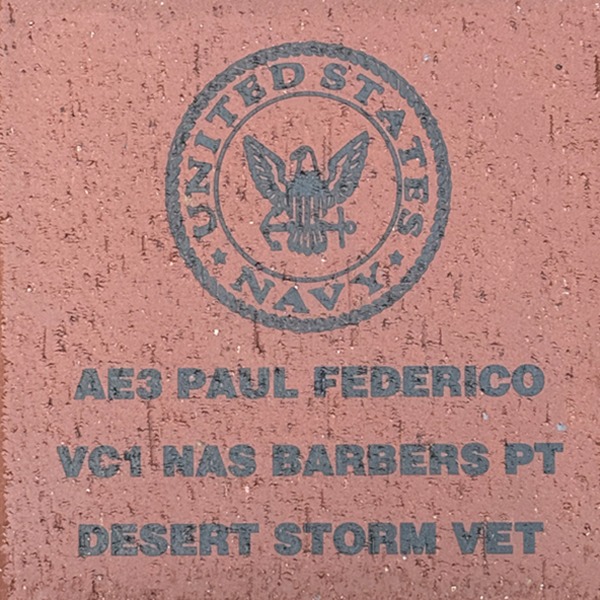 UNITED STATES
NAVY
AE3 PAUL FEDERICO
VC1 NAS BARBERS PT
DESERT STORM VET